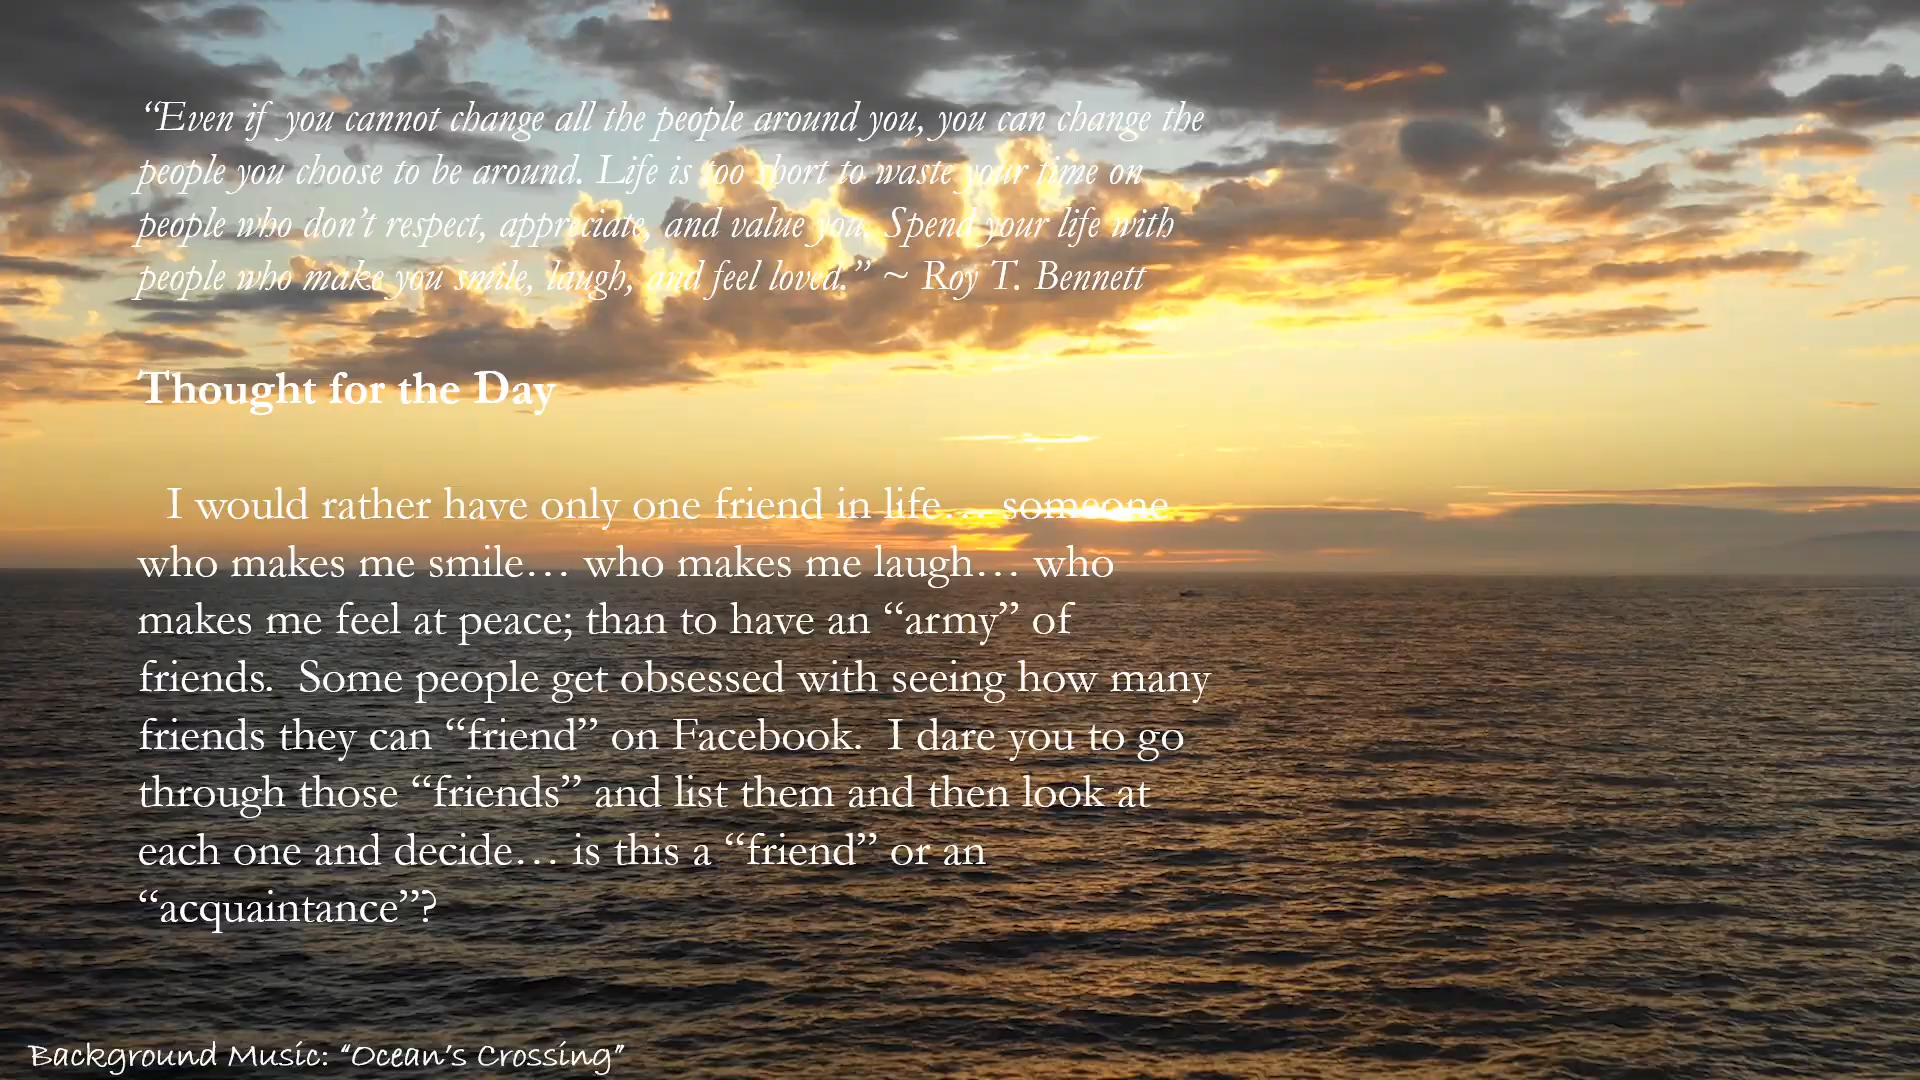 “Even if you cannot change all the people around you, you can change the
people you choose to be around. Life is too short to waste your time on
people who don’t respect, appreciate, and value you. Spend your life with
people who make you smile, laugh, and feel loved.” ~ Roy T. Bennett
Thought for the Day
I would rather have only one friend in life… someone
who makes me smile… who makes me laugh… who
makes me feel at peace; than to have an “army” of
friends.  Some people get obsessed with seeing how many
friends they can “friend” on Facebook.  I dare you to go
through those “friends” and list them and then look at
each one and decide… is this a “friend” or an
“acquaintance”?
Background Music: “Ocean’s Crossing”